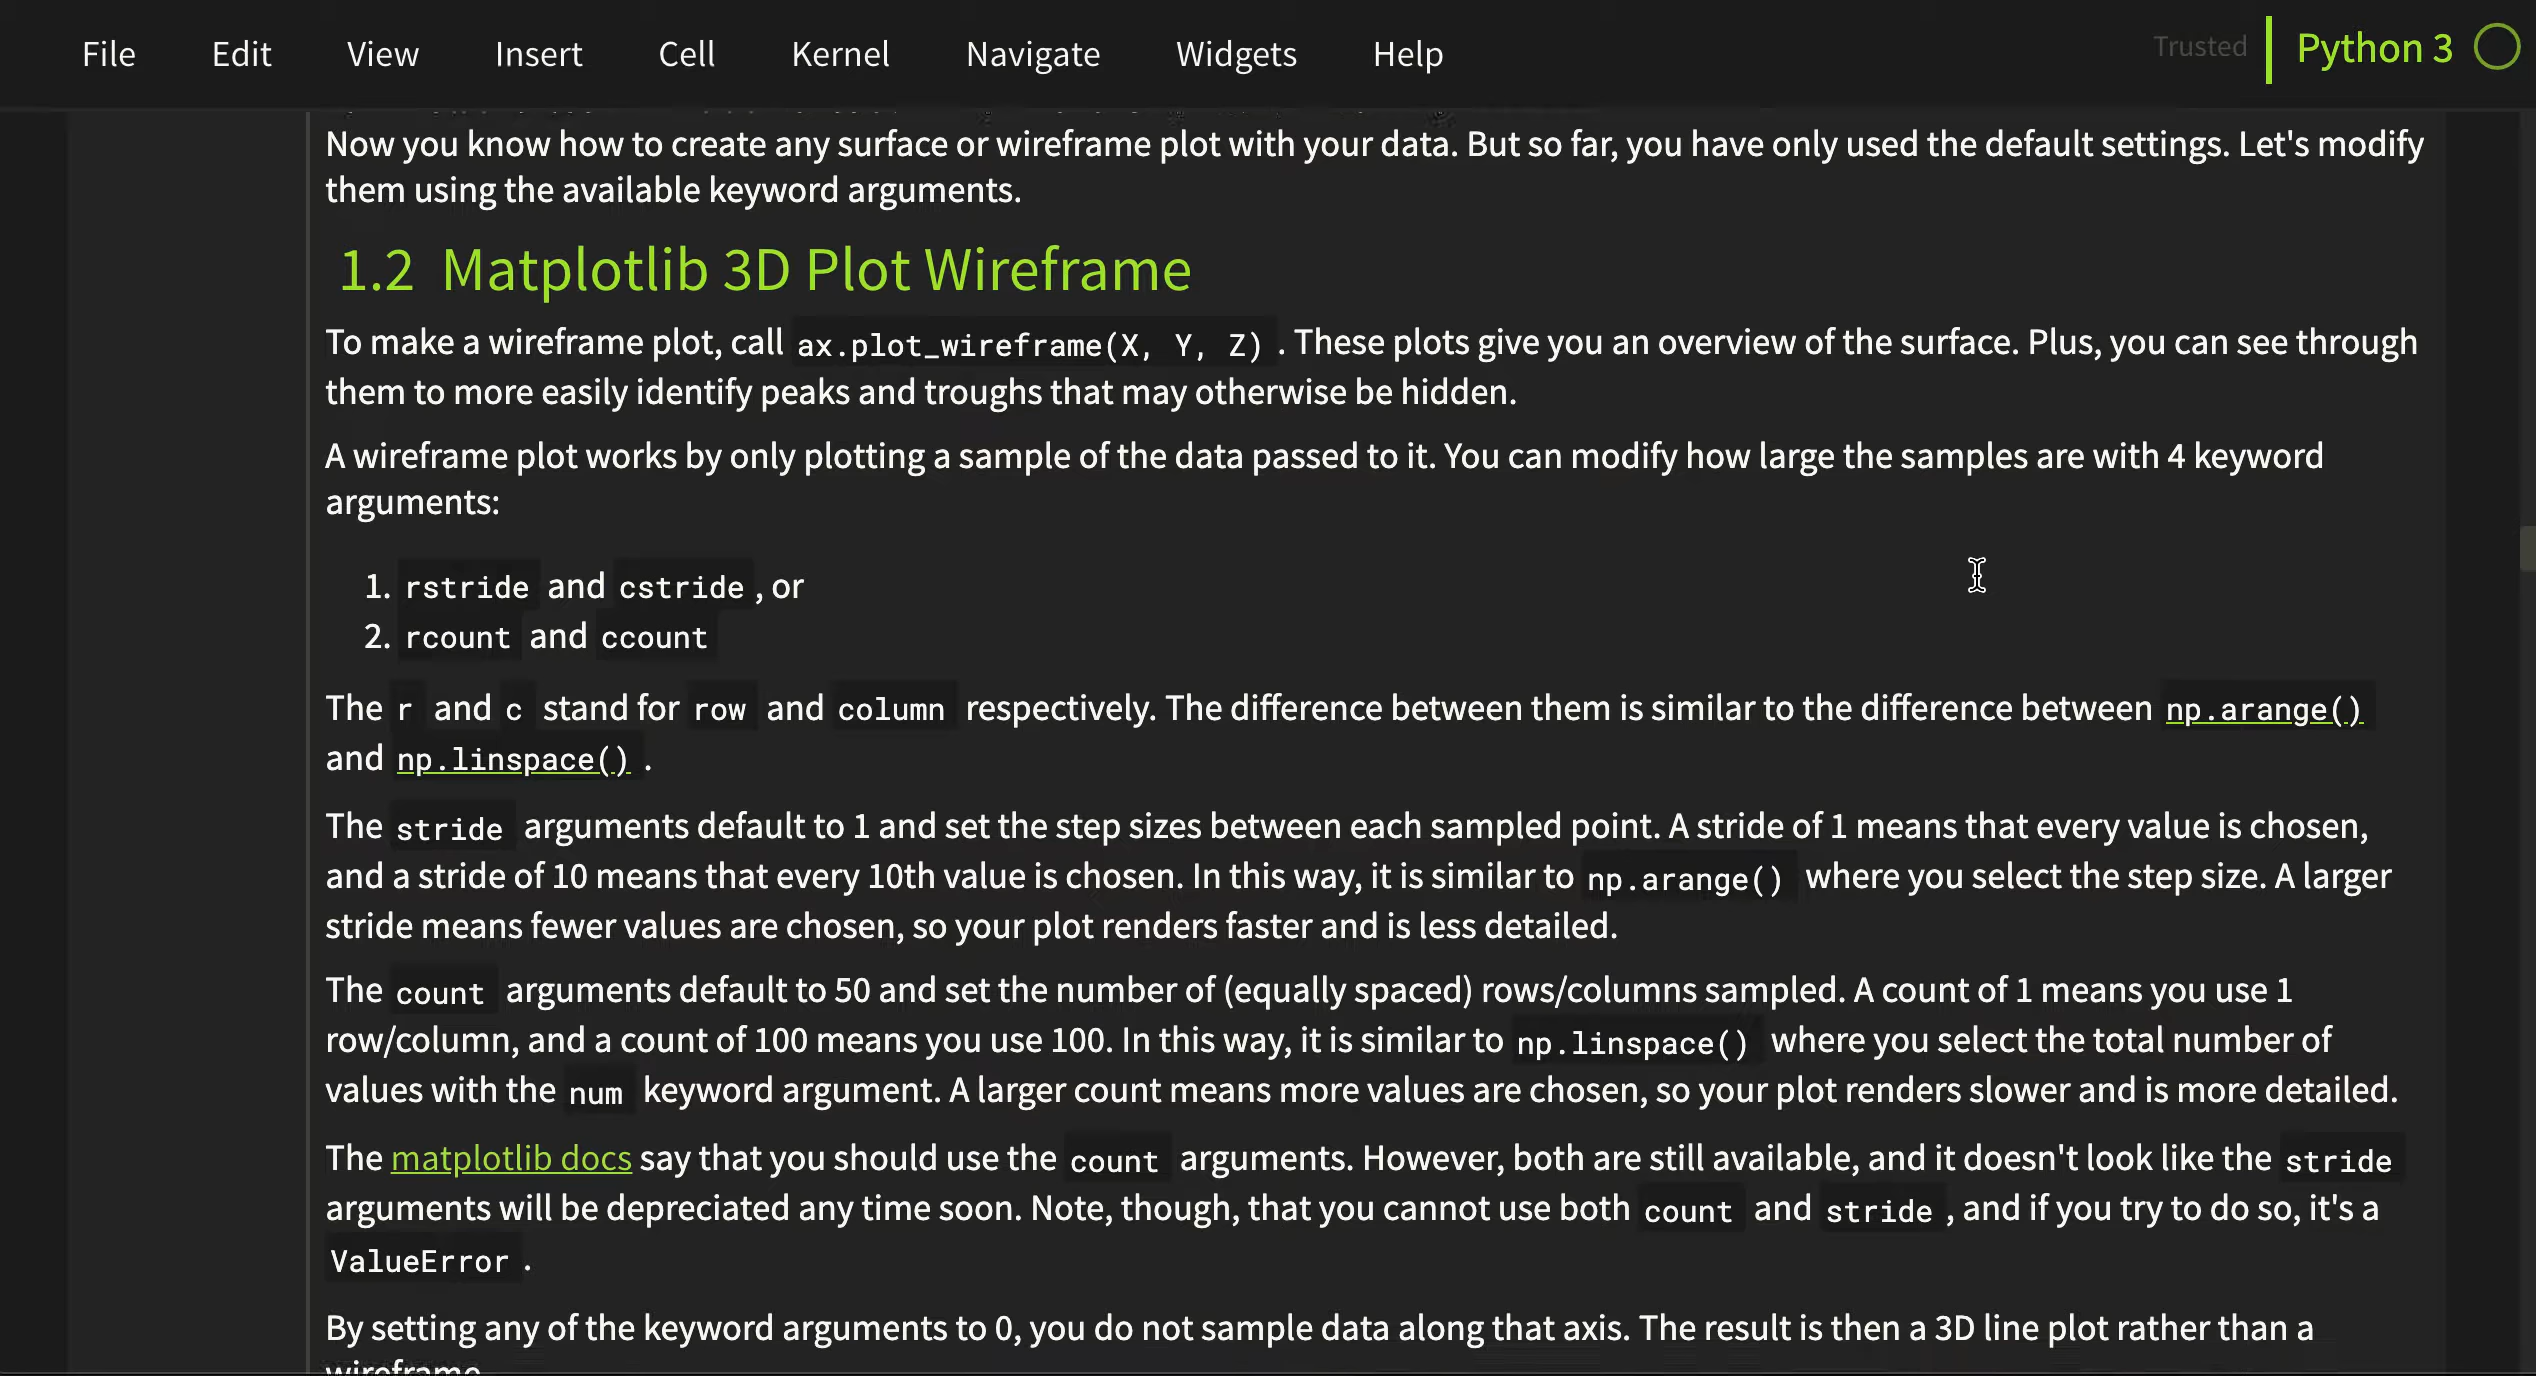 File Edit View Insert Cell Kernel Navigate Widgets Help Trusted Python 3
Now you know how to create any surface or wireframe plot with your data. But so far, you have only used the default settings. Let's modify
them using the available keyword arguments.
1.2 Matplotlib 3D Plot Wireframe
To make a wireframe plot, call ax.plot_wireframe(X, Y, Z) . These plots give you an overview of the surface. Plus, you can see through
them to more easily identify peaks and troughs that may otherwise be hidden.
A wireframe plot works by only plotting a sample of the data passed to it. You can modify how large the samples are with 4 keyword
arguments:
1. rstride and cstride , or
2. rcount and ccount
The r and c stand for row and column respectively. The difference between them is similar to the difference between np.arange()
and np.linspace() .
The stride arguments default to 1 and set the step sizes between each sampled point. A stride of 1 means that every value is chosen,
and a stride of 10 means that every 10th value is chosen. In this way, it is similar to np.arange() where you select the step size. A larger
stride means fewer values are chosen, so your plot renders faster and is less detailed.
The count arguments default to 50 and set the number of (equally spaced) rows/columns sampled. A count of 1 means you use 1
row/column, and a count of 100 means you use 100. In this way, it is similar to np.linspace() where you select the total number of
values with the num keyword argument. A larger count means more values are chosen, so your plot renders slower and is more detailed.
The matplotlib docs say that you should use the count arguments. However, both are still available, and it doesn't look like the stride
arguments will be depreciated any time soon. Note, though, that you cannot use both count and stride , and if you try to do so, it's a
ValueError .
By setting any of the keyword arguments to 0, you do not sample data along that axis. The result is then a 3D line plot rather than a
wireframe